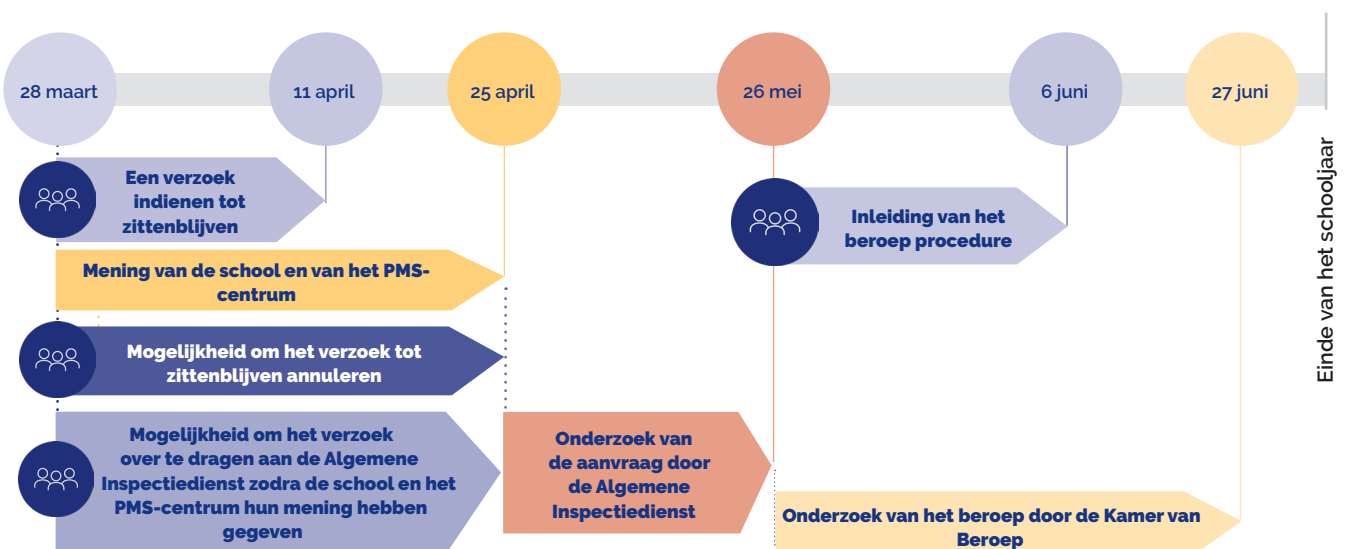 28 maart
11 april
25 april
26 mei
6 juni
27 juni
Een verzoek
indienen tot
zittenblijven
Inleiding van het
beroep procedure
Mening van de school en van het PMS-
centrum
Mogelijkheid om het verzoek tot
zittenblijven annuleren
Mogelijkheid om het verzoek
over te dragen aan de Algemene
Inspectiedienst zodra de school en het
PMS-centrum hun mening hebben
gegeven
Onderzoek van
de aanvraag door
de Algemene
Inspectiedienst
Onderzoek van het beroep door de Kamer van
Beroep
Einde van het schooljaar